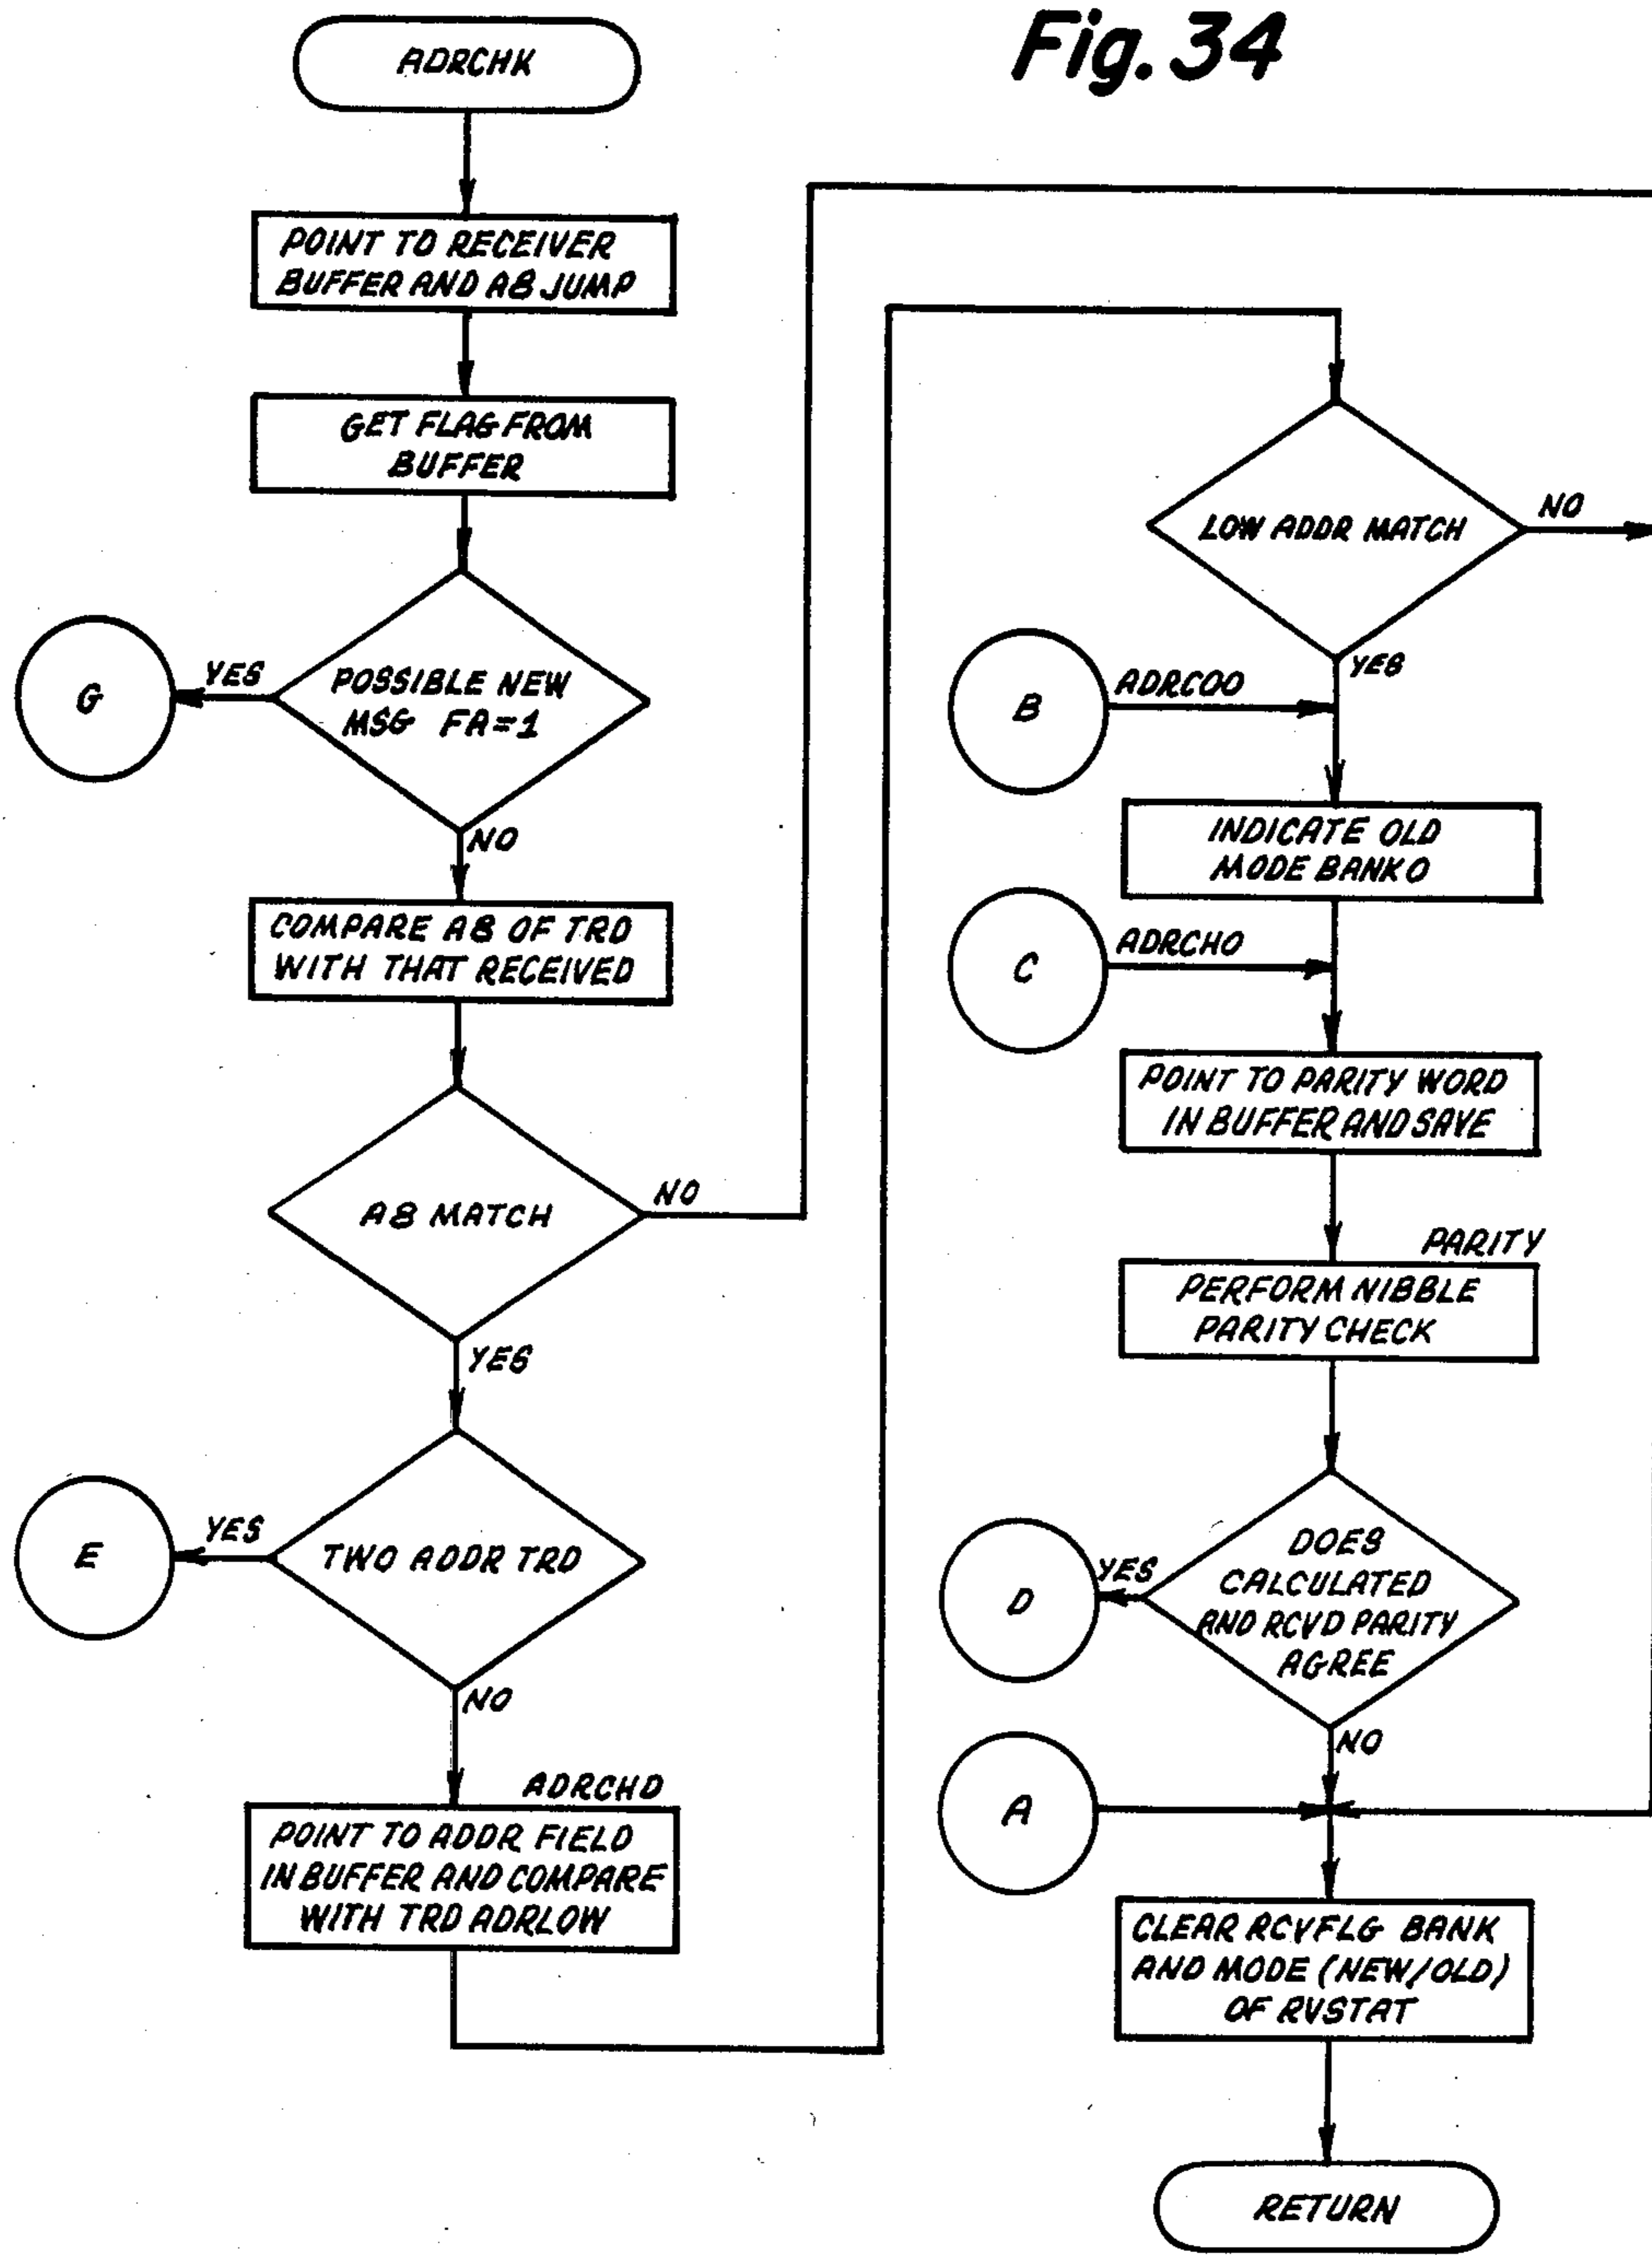 Fig. 34
ADRCHK
POINT TO RECEIVER
BUFFER AND A8 JUMP
GET FLAG FROM
BUFFER
POSSIBLE NEW
MSG FA=1
YES
G
NO
COMPARE A8 OF TRD
WITH THAT RECEIVED
A8 MATCH
NO
YES
TWO ADDR TRD
YES
E
NO
ADRCHD
POINT TO ADDR FIELD
IN BUFFER AND COMPARE
WITH TRD ADRLOW
LOW ADDR MATCH
NO
YES
B
ADRCOO
INDICATE OLD
MODE BANK O
C
ADRCHO
POINT TO PARITY WORD
IN BUFFER AND SAVE
PARITY
PERFORM NIBBLE
PARITY CHECK
DOES
CALCULATED
AND RCVD PARITY
AGREE
YES
D
NO
A
CLEAR RCVFLG BANK
AND MODE (NEW/OLD)
OF RVSTAT
RETURN